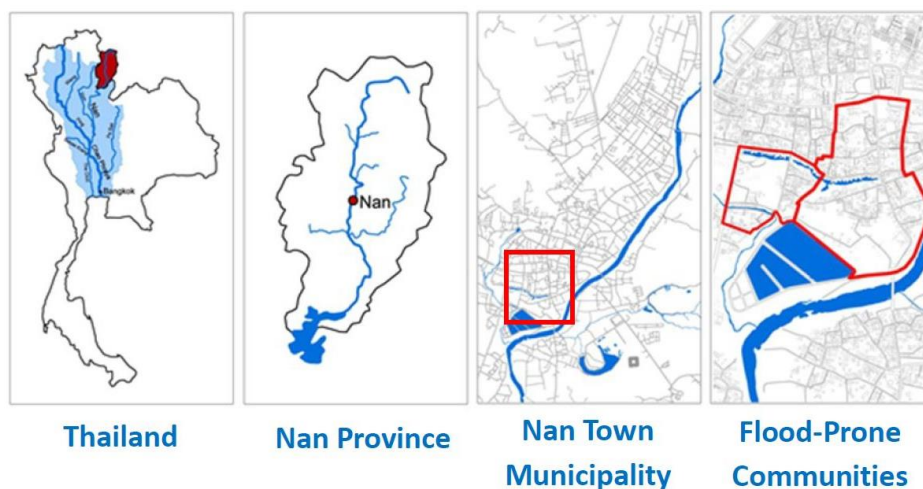 Bangkok
Nan
Thailand
Nan Province
Nan Town
Municipality
Flood-Prone
Communities